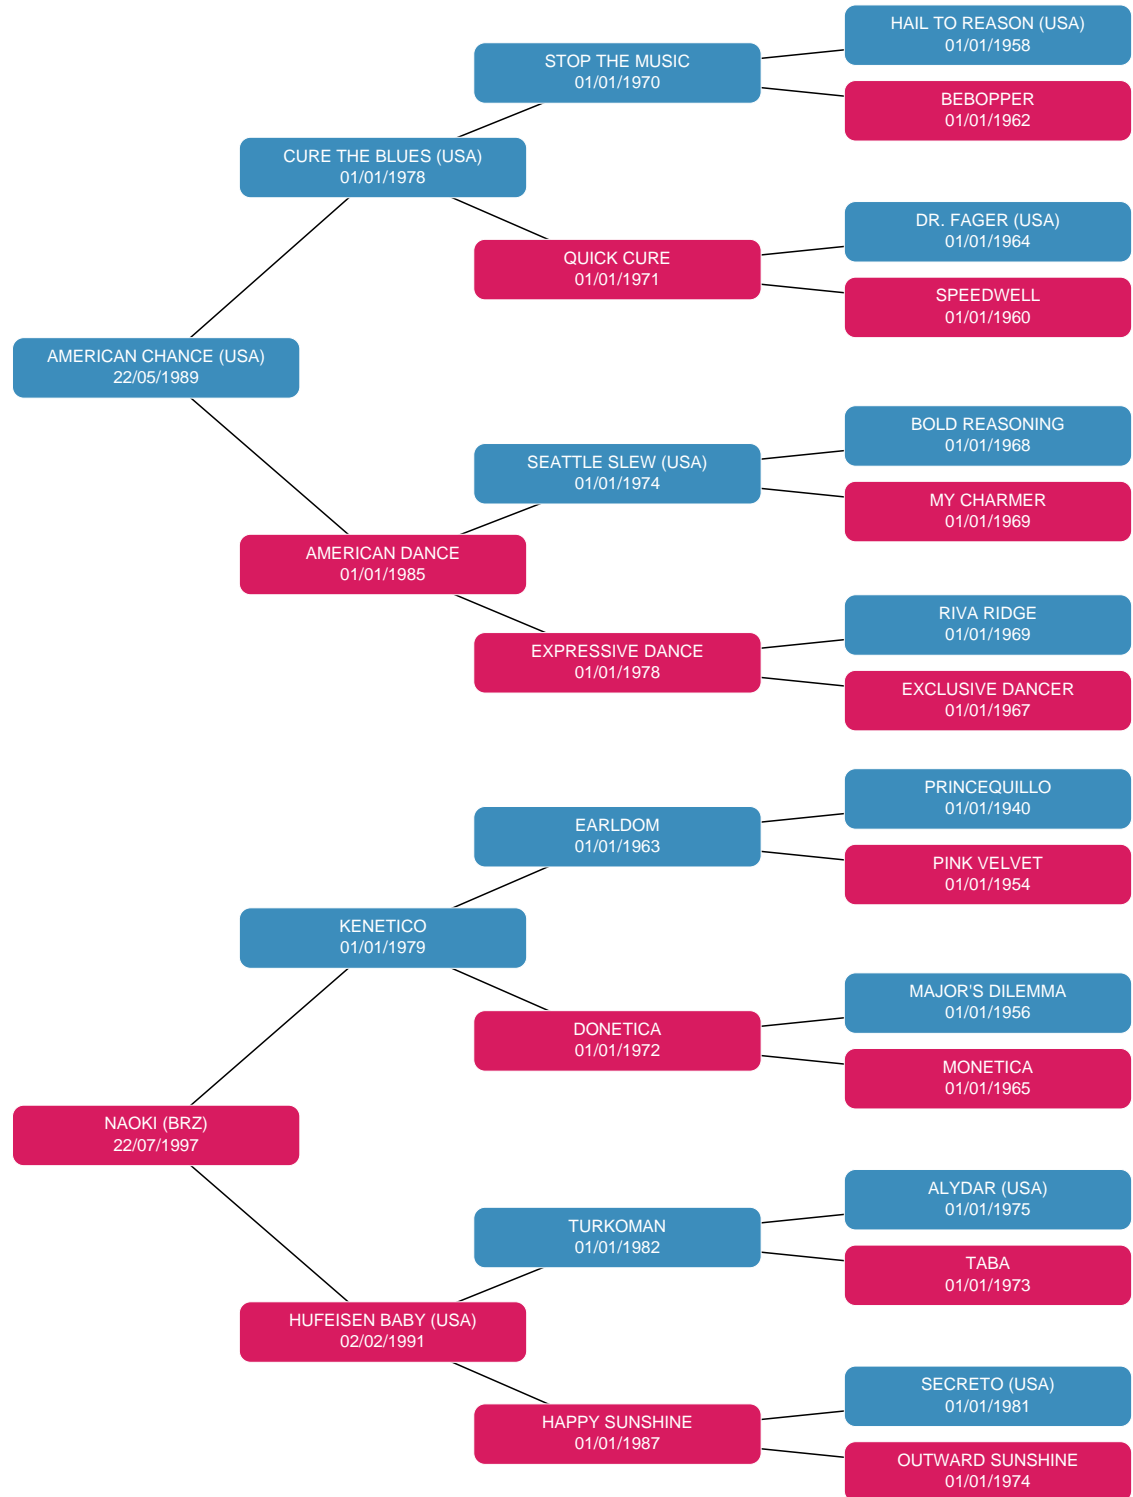 HAIL TO REASON (USA)
01/01/1958
STOP THE MUSIC
01/01/1970
BEBOPPER
01/01/1962
CURE THE BLUES (USA)
01/01/1978
DR. FAGER (USA)
01/01/1964
QUICK CURE
01/01/1971
SPEEDWELL
01/01/1960
AMERICAN CHANCE (USA)
22/05/1989
BOLD REASONING
01/01/1968
SEATTLE SLEW (USA)
01/01/1974
MY CHARMER
01/01/1969
AMERICAN DANCE
01/01/1985
RIVA RIDGE
01/01/1969
EXPRESSIVE DANCE
01/01/1978
EXCLUSIVE DANCER
01/01/1967
PRINCEQUILLO
01/01/1940
EARLDOM
01/01/1963
PINK VELVET
01/01/1954
KENETICO
01/01/1979
MAJOR'S DILEMMA
01/01/1956
DONETICA
01/01/1972
MONETICA
01/01/1965
NAOKI (BRZ)
22/07/1997
ALYDAR (USA)
01/01/1975
TURKOMAN
01/01/1982
TABA
01/01/1973
HUFEISEN BABY (USA)
02/02/1991
SECRETO (USA)
01/01/1981
HAPPY SUNSHINE
01/01/1987
OUTWARD SUNSHINE
01/01/1974